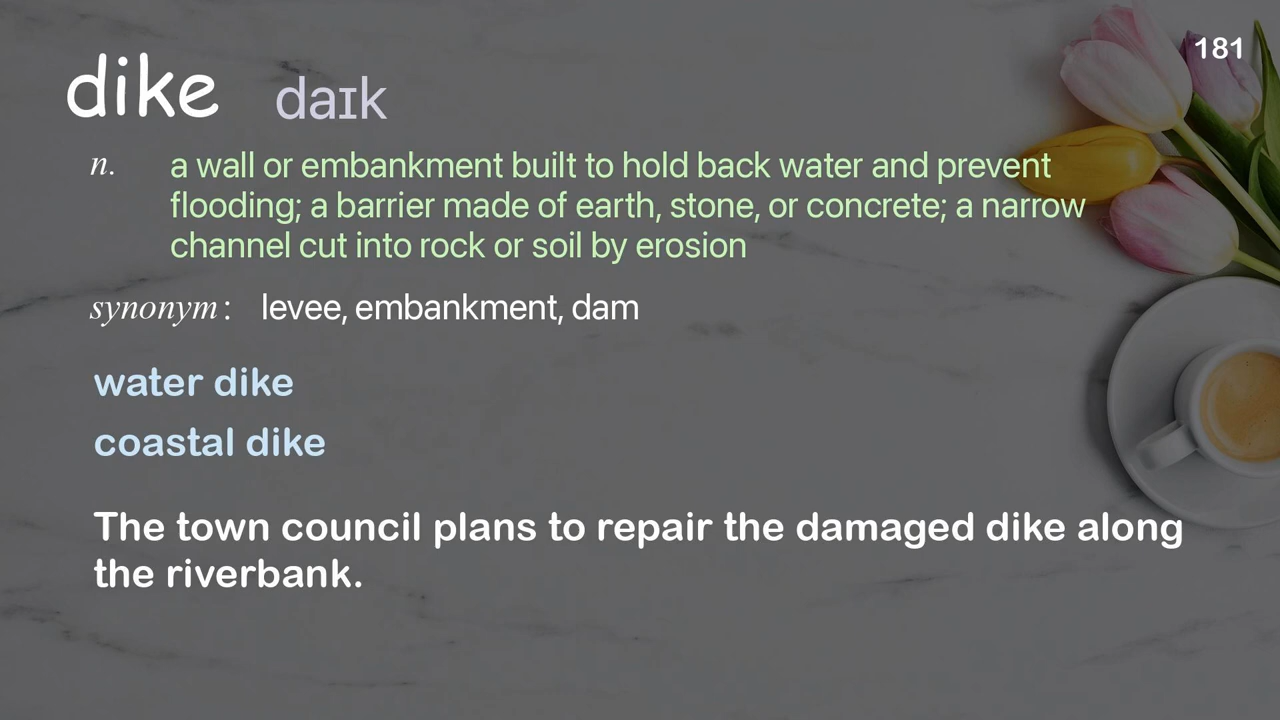 181
dike daɪk
n. a wall or embankment built to hold back water and prevent
flooding; a barrier made of earth, stone, or concrete; a narrow
channel cut into rock or soil by erosion
synonym: levee, embankment, dam
water dike
coastal dike
The town council plans to repair the damaged dike along
the riverbank.